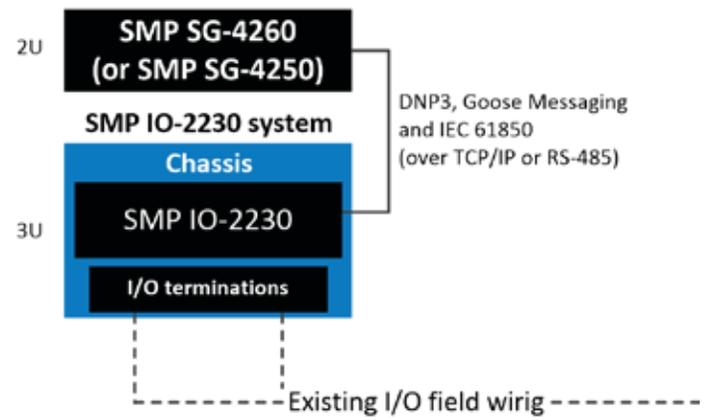 2U
SMP SG-4260
(or SMP SG-4250)
DNP3, Goose Messaging
and IEC 61850
(over TCP/IP or RS-485)
SMP IO-2230 system
Chassis
3U
SMP IO-2230
I/O terminations
Existing I/O field wirig